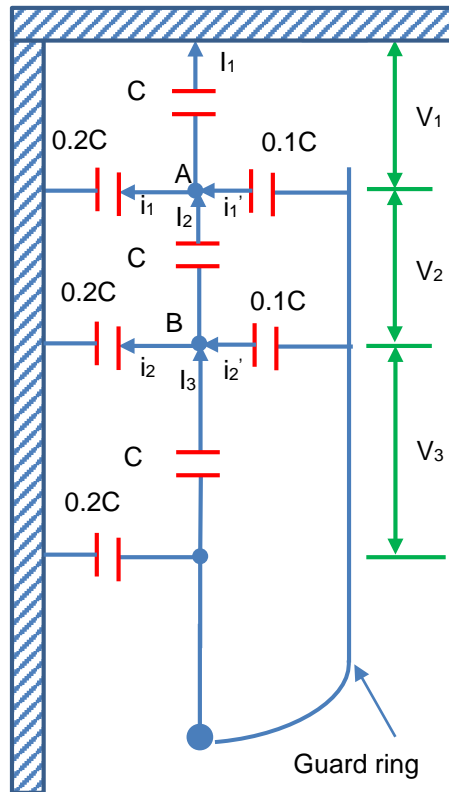 I₁
C
V₁
0.2C
A
0.1C
i₁
i₁'
I₂
C
V₂
0.2C
B
0.1C
i₂
i₂'
I₃
C
V₃
0.2C
Guard ring